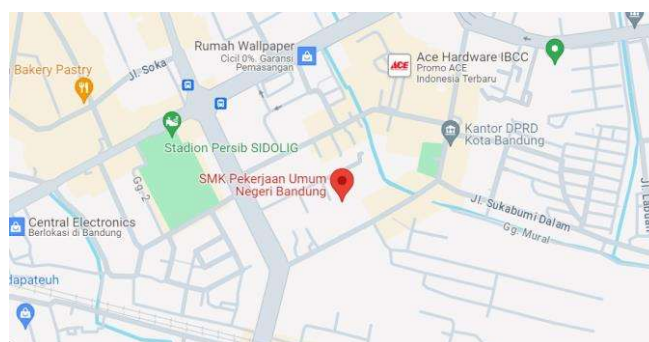 Rumah Wallpaper
Cicil 0%. Garansi
Pemasangan
ACE
Ace Hardware IBCC
Promo ACE
Indonesia Terbaru
Bakery Pastry
Jl. Soka
Kantor DPRD
Kota Bandung
Stadion Persib SIDOLIG
SMK Pekerjaan Umum
Negeri Bandung
Gg. 2
Jl. Sukabumi Dalam
Gg. Mural
Central Electronics
Berlokasi di Bandung
dapateuh